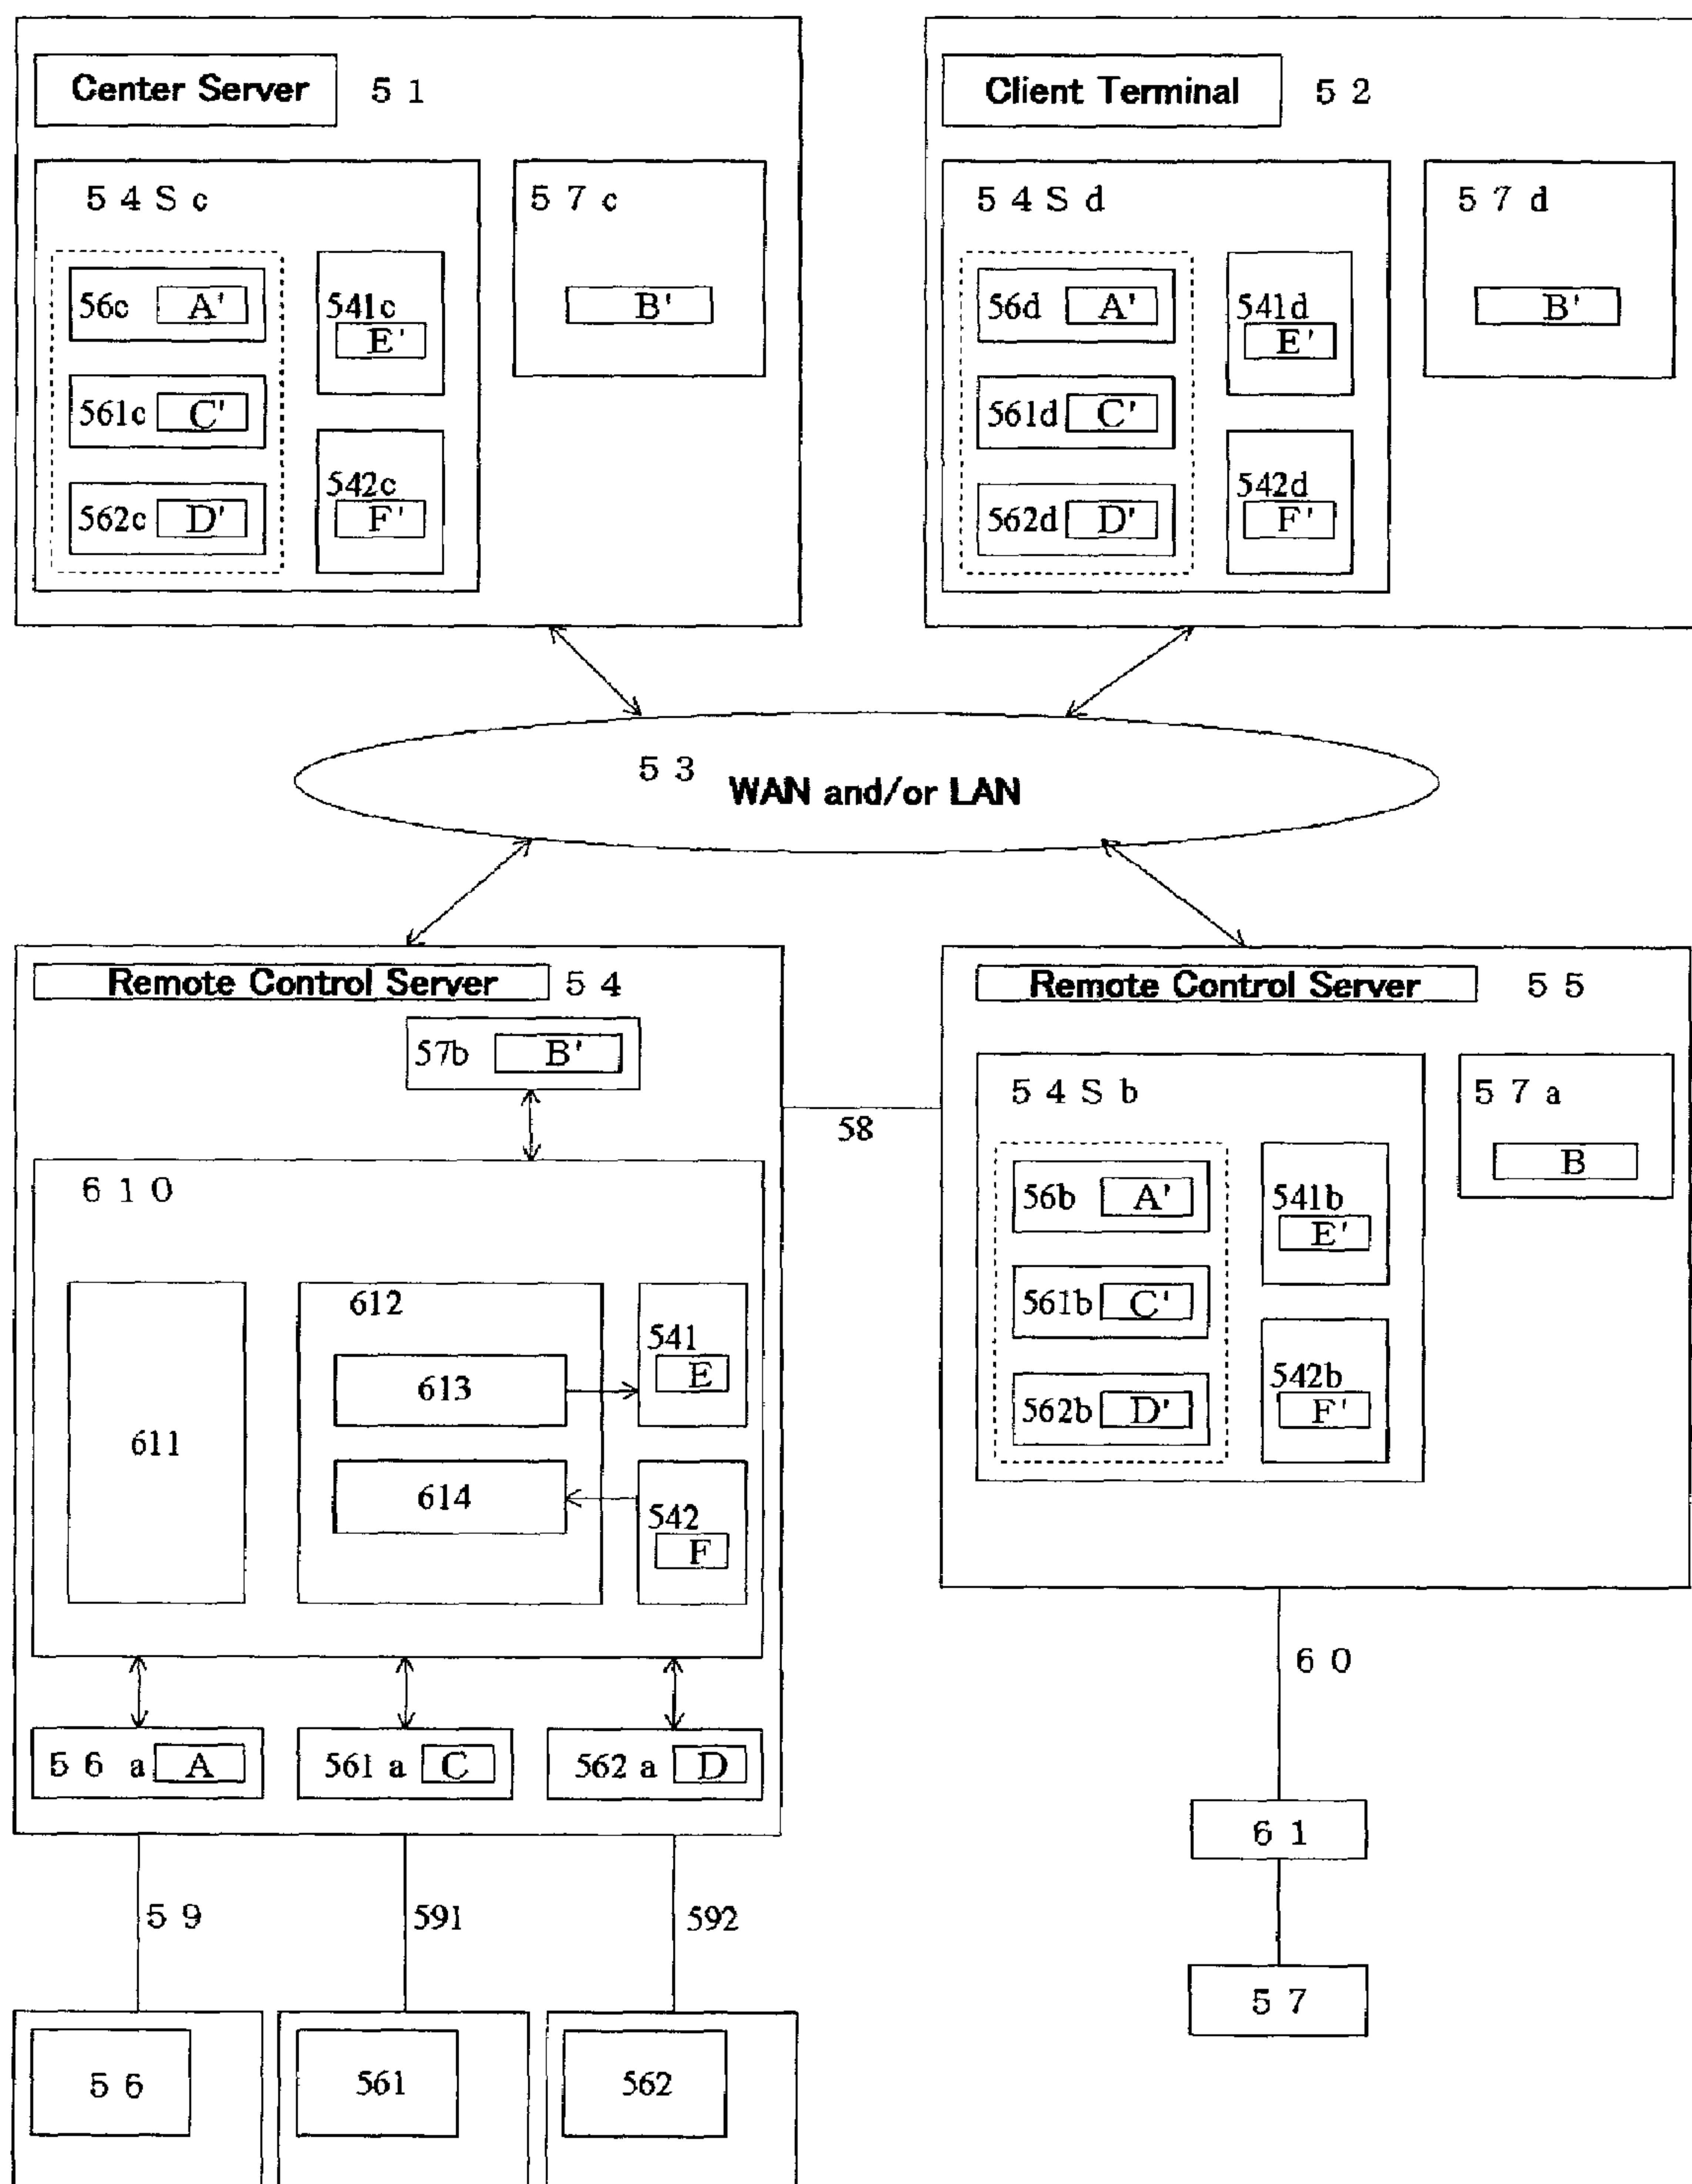 Center Server 5 1
5 4 S c
5 7 c
56c A'
541c
E'
B'
561c C'
562c D'
542c
F'
Client Terminal 5 2
5 4 S d
5 7 d
56d A'
541d
E'
B'
561d C'
562d D'
542d
F'
5 3
WAN and/or LAN
Remote Control Server 5 4
57b B'
6 1 0
611
612
613
614
541
E
542
F
5 6 a A
561 a C
562 a D
58
Remote Control Server 5 5
5 4 S b
5 7 a
B
56b A'
541b
E'
561b C'
562b D'
542b
F'
6 0
6 1
5 7
5 9
591
592
5 6
561
562